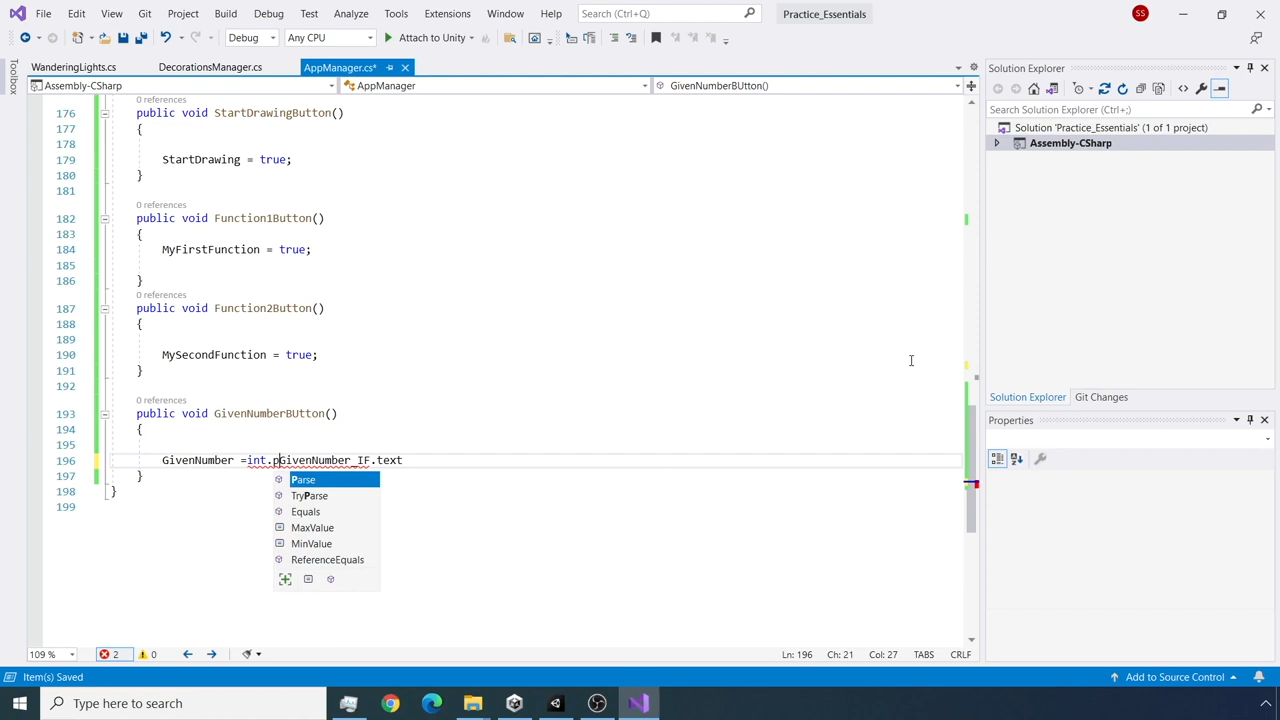 File Edit View Git Project Build Debug Test Analyze Tools Extensions Window Help Search (Ctrl+Q) Practice_Essentials SS
Debug Any CPU Attach to Unity
WanderingLights.cs DecorationsManager.cs AppManager.cs*
Toolbox
Assembly-CSharp AppManager GivenNumberBUtton()
0 references
176 public void StartDrawingButton()
177 {
178
179 StartDrawing = true;
180 }
181
0 references
182 public void Function1Button()
183 {
184 MyFirstFunction = true;
185
186 }
0 references
187 public void Function2Button()
188 {
189
190 MySecondFunction = true;
191 }
192
0 references
193 public void GivenNumberBUtton()
194 {
195
196 GivenNumber =int.pGivenNumber_IF.text
197 }
198 }
199
Parse
TryParse
Equals
MaxValue
MinValue
ReferenceEquals
109 % 2 0 Ln: 196 Ch: 21 Col: 27 TABS CRLF
Solution Explorer
Search Solution Explorer (Ctrl+;)
Solution 'Practice_Essentials' (1 of 1 project)
Assembly-CSharp
Solution Explorer Git Changes
Properties
Item(s) Saved Add to Source Control
Type here to search